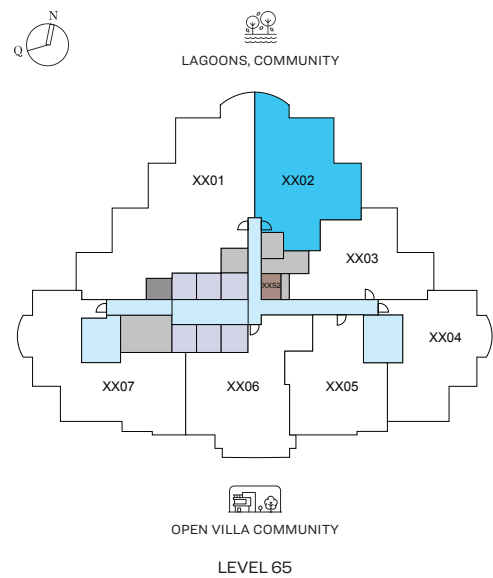 N
Q
LAGOONS, COMMUNITY
XX01
XX02
XX03
XXS2
XX04
XX07
XX06
XX05
OPEN VILLA COMMUNITY
LEVEL 65